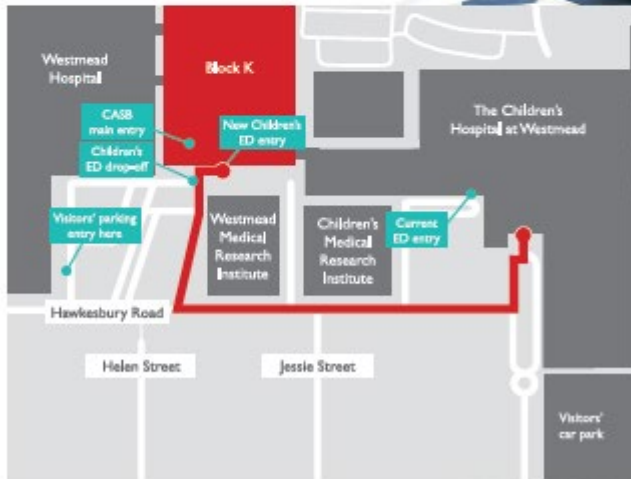 Westmead
Hospital
Block K
CASB
main entry
New Children's
ED entry
Children's
ED drop-off
The Children's
Hospital at Westmead
Visitors' parking
entry here
Westmead
Medical
Research
Institute
Children's
Medical
Research
Institute
Current
ED entry
Hawkesbury Road
Helen Street
Jessie Street
Visitors'
car park